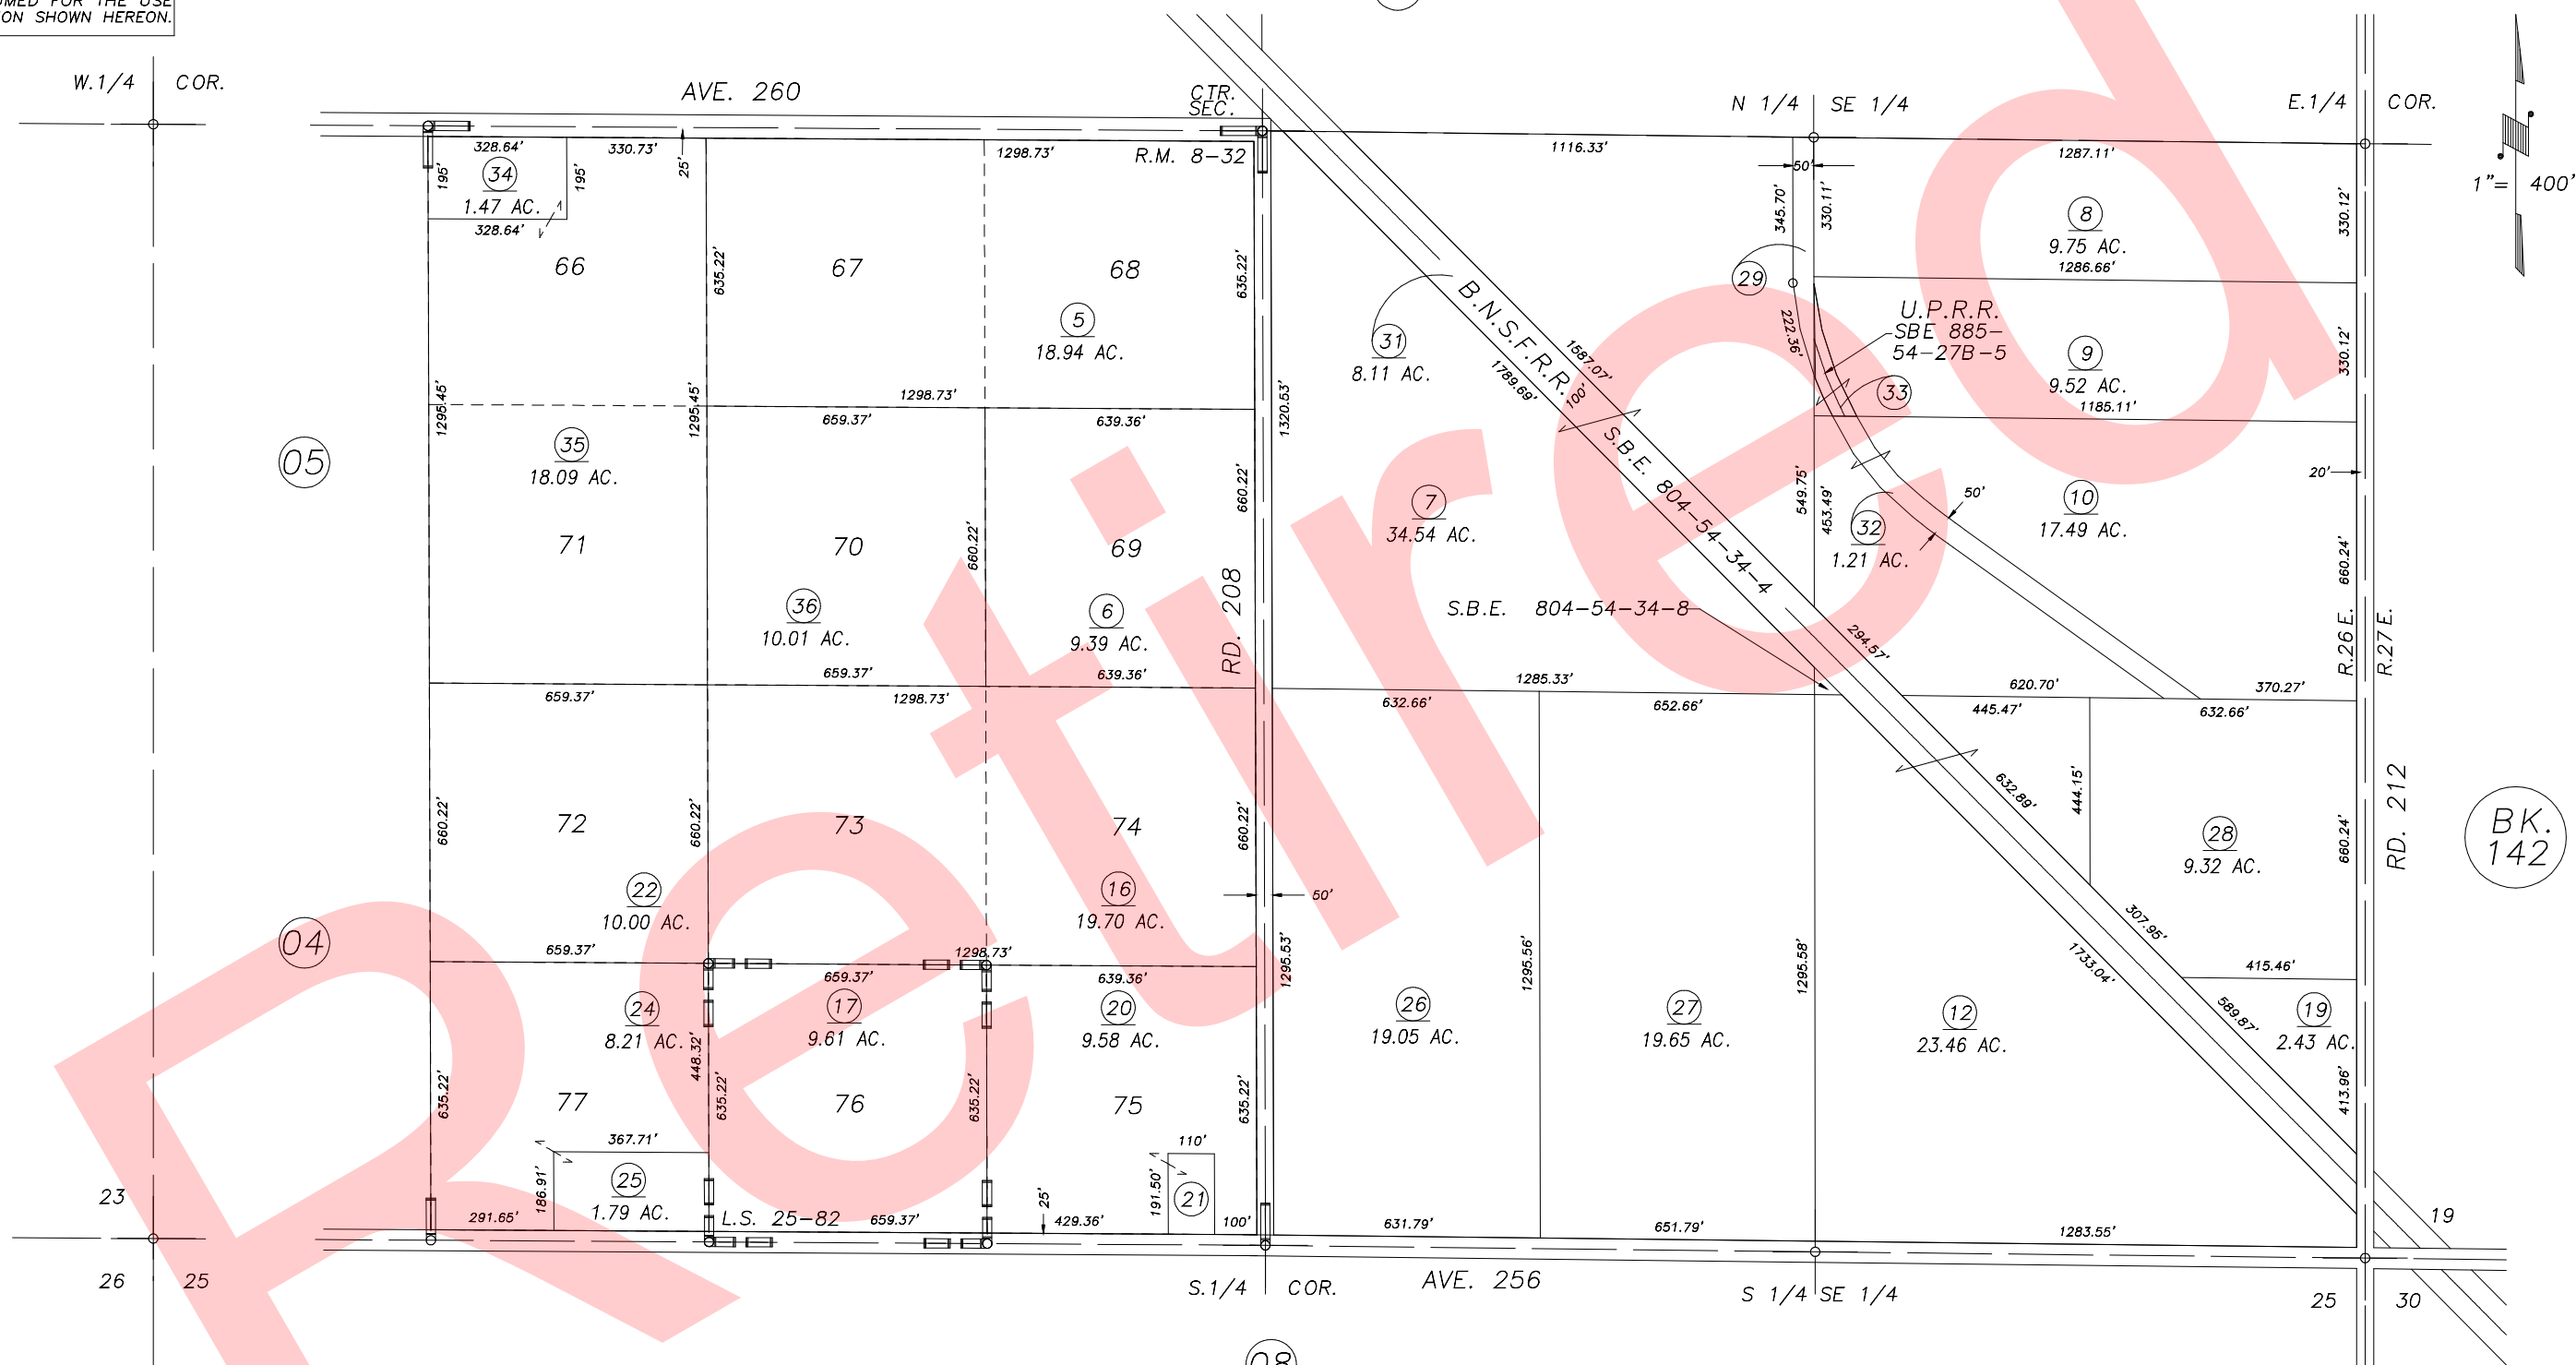 UMED FOR THE USE
ON SHOWN HEREON.
W.1/4 COR.
AVE. 260
CTR.
SEC.
N 1/4 SE 1/4
E.1/4 COR.
1"= 400'
328.64'
330.73'
25'
1298.73'
R.M. 8-32
1116.33'
50'
1287.11'
195'
34
195'
1.47 AC.
328.64'
345.70'
330.11'
8
9.75 AC.
1286.66'
330.12'
66
67
68
635.22'
635.22'
29
5
18.94 AC.
31
8.11 AC.
B.N.S.F.R.R.
1587.07'
1789.69'
100'
222.36'
U.P.R.R.
SBE 885-
54-27B-5
9
9.52 AC.
33
1185.11'
330.12'
1295.45'
1295.45'
1298.73'
659.37'
639.36'
1320.53'
05
35
18.09 AC.
660.22'
7
34.54 AC.
S.B.E. 804-54-34-4
549.75'
453.49'
20'
50'
10
17.49 AC.
32
1.21 AC.
71
70
69
660.22'
660.24'
36
10.01 AC.
6
9.39 AC.
RD. 208
S.B.E. 804-54-34-8
294.57'
R.26E.
R.27E.
659.37'
639.36'
1285.33'
620.70'
370.27'
659.37'
1298.73'
632.66'
652.66'
445.47'
632.66'
660.22'
72
660.22'
73
74
660.22'
632.89'
444.15'
28
9.32 AC.
660.24'
RD. 212
BK.
142
22
10.00 AC.
16
19.70 AC.
50'
04
659.37'
1298.73'
307.95'
1733.04'
659.37'
639.36'
1295.53'
1295.56'
1295.58'
415.46'
24
8.21 AC.
17
9.61 AC.
20
9.58 AC.
26
19.05 AC.
27
19.65 AC.
12
23.46 AC.
589.87'
19
2.43 AC.
448.32'
635.22'
77
635.22'
76
635.22'
75
635.22'
413.96'
367.71'
110'
186.91'
25
1.79 AC.
191.50'
21
23
291.65'
L.S. 25-82
659.37'
25'
429.36'
100'
631.79'
651.79'
1283.55'
19
26 25
S.1/4 COR.
AVE. 256
S 1/4 SE 1/4
25 30
08
Retired